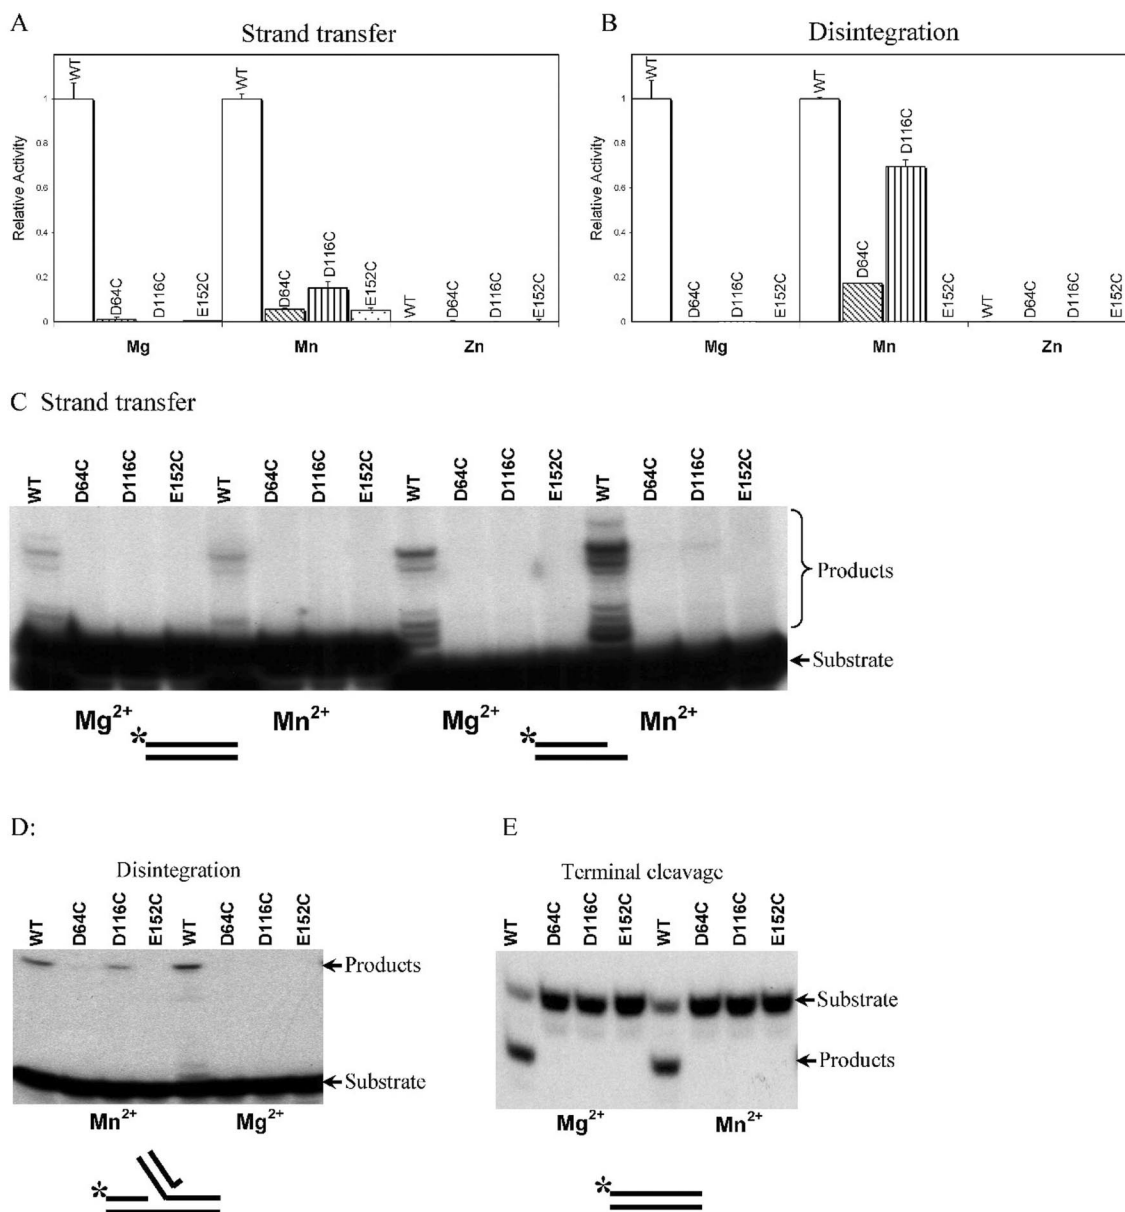 A
Strand transfer
Relative Activity
1
0.8
0.6
0.4
0.2
0
WT
D64C
D116C
E152C
WT
D64C
D116C
E152C
WT
D64C
D116C
E152C
Mg Mn Zn
B
Disintegration
Relative Activity
1
0.8
0.6
0.4
0.2
0
WT
D64C
D116C
E152C
WT
D64C
D116C
E152C
WT
D64C
D116C
E152C
Mg Mn Zn
C Strand transfer
WT D64C D116C E152C WT D64C D116C E152C WT D64C D116C E152C WT D64C D116C E152C
Products
Substrate
Mg²⁺ Mn²⁺ Mg²⁺ Mn²⁺
* *
D:
Disintegration
WT D64C D116C E152C WT D64C D116C E152C
Products
Substrate
Mn²⁺ Mg²⁺
*
E
Terminal cleavage
WT D64C D116C E152C WT D64C D116C E152C
Substrate
Products
Mg²⁺ Mn²⁺
*